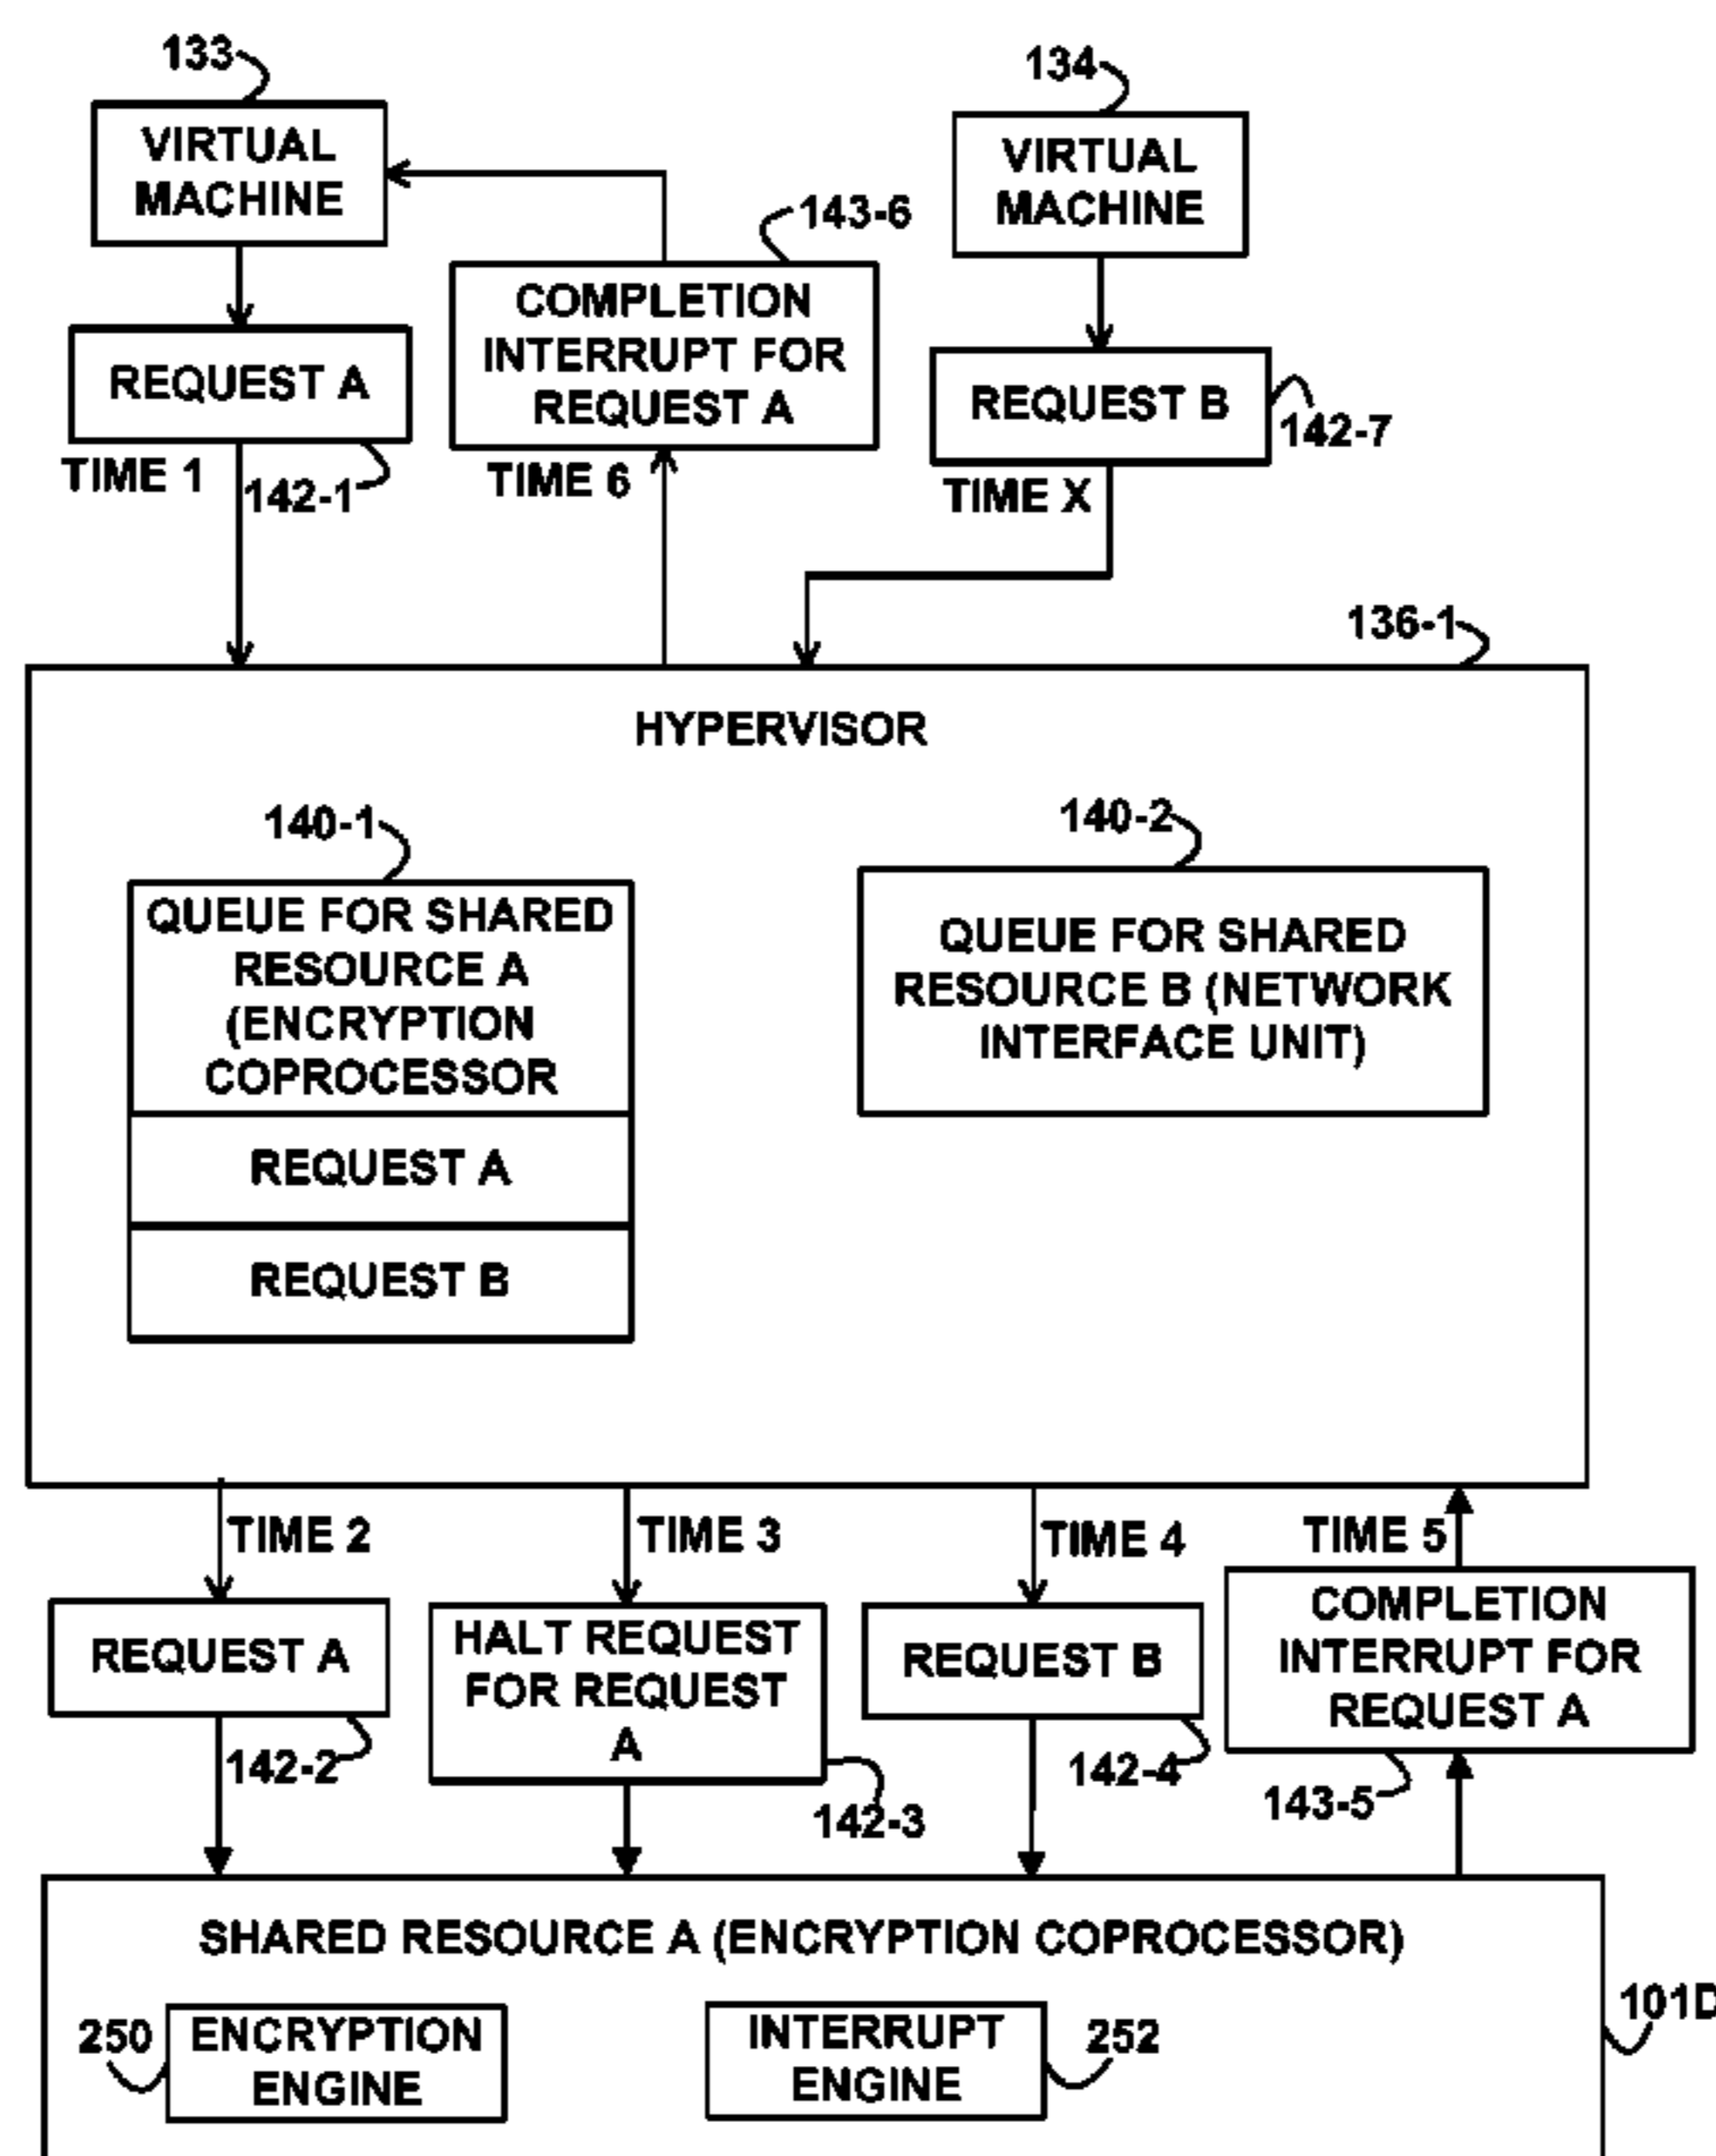 133
134
VIRTUAL
MACHINE
VIRTUAL
MACHINE
143-6
COMPLETION
INTERRUPT FOR
REQUEST A
REQUEST A
REQUEST B
142-7
TIME 1
142-1
TIME 6
TIME X
136-1
HYPERVISOR
140-1
140-2
QUEUE FOR SHARED
RESOURCE A
(ENCRYPTION
COPROCESSOR
REQUEST A
REQUEST B
QUEUE FOR SHARED
RESOURCE B (NETWORK
INTERFACE UNIT)
TIME 2
TIME 3
TIME 4
TIME 5
REQUEST A
142-2
HALT REQUEST
FOR REQUEST
A
142-3
REQUEST B
142-4
COMPLETION
INTERRUPT FOR
REQUEST A
143-5
SHARED RESOURCE A (ENCRYPTION COPROCESSOR)
101D
250
ENCRYPTION
ENGINE
INTERRUPT
ENGINE
252